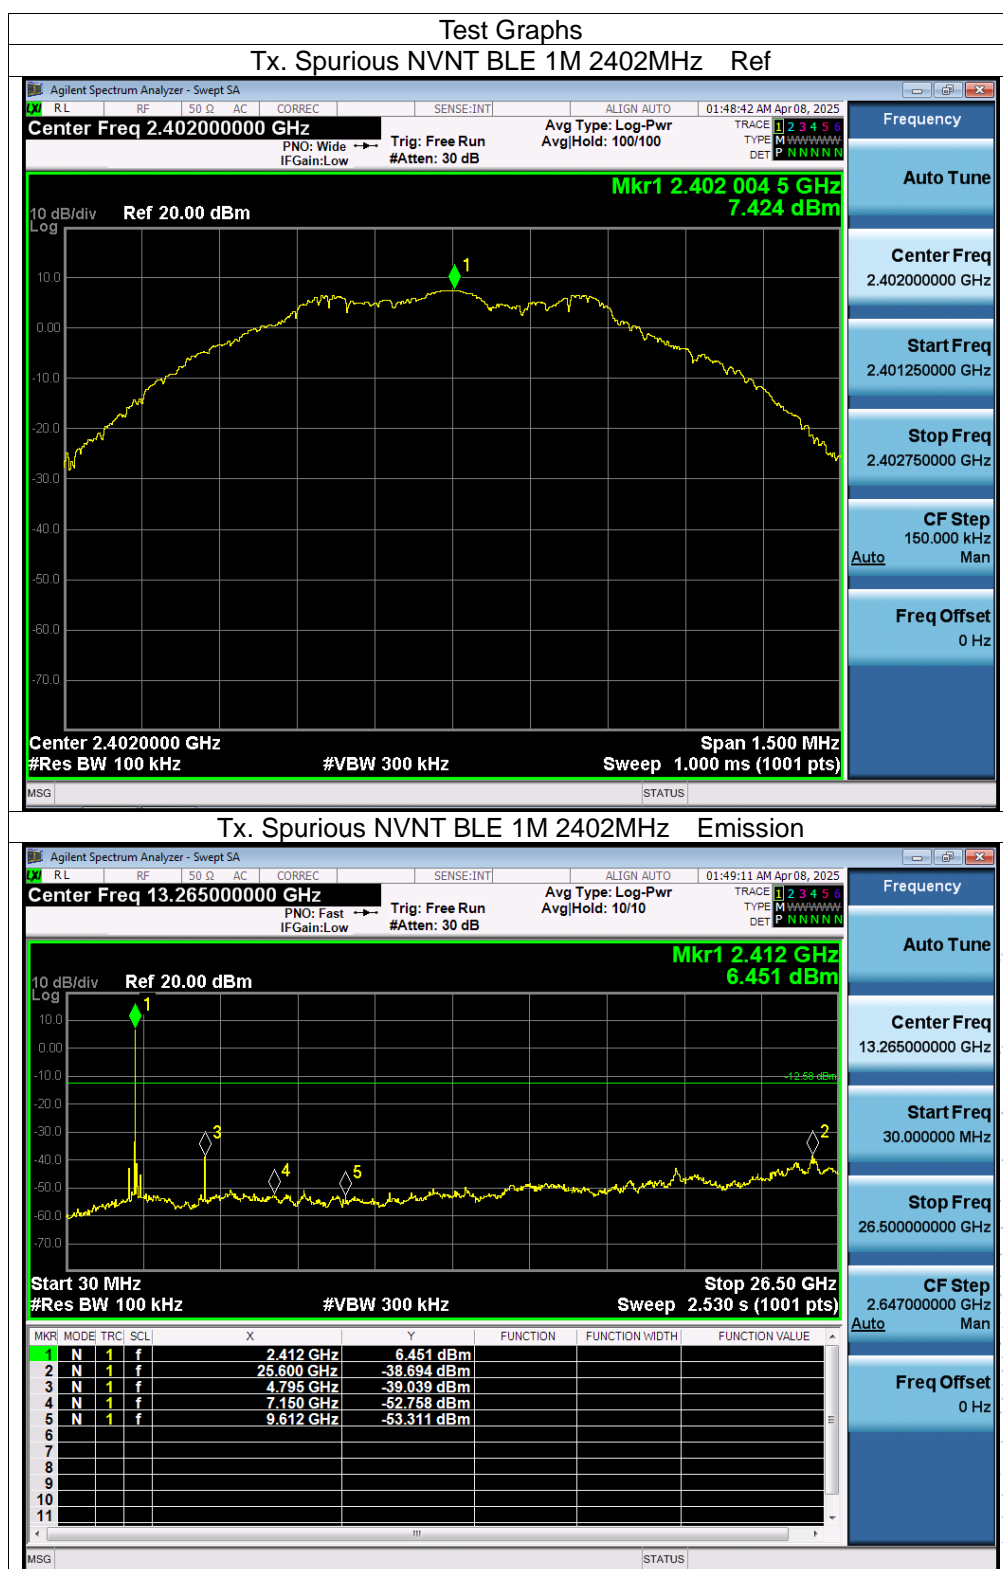 Test Graphs
Tx. Spurious NVNT BLE 1M 2402MHz Ref
Agilent Spectrum Analyzer - Swept SA
LXI RL RF 50 Ω AC CORREC SENSE:INT ALIGN AUTO 01:48:42 AM Apr 08, 2025
Center Freq 2.402000000 GHz
PNO: Wide
IFGain:Low
Trig: Free Run
#Atten: 30 dB
Avg Type: Log-Pwr
Avg|Hold: 100/100
TRACE 1 2 3 4 5 6
TYPE M WWWWW
DET P N N N N N
Frequency
Mkr1 2.402 004 5 GHz
7.424 dBm
10 dB/div Ref 20.00 dBm
Log
1
10.0
0.00
-10.0
-20.0
-30.0
-40.0
-50.0
-60.0
-70.0
Center 2.4020000 GHz Span 1.500 MHz
#Res BW 100 kHz #VBW 300 kHz Sweep 1.000 ms (1001 pts)
MSG STATUS
Auto Tune
Center Freq
2.402000000 GHz
Start Freq
2.401250000 GHz
Stop Freq
2.402750000 GHz
CF Step
150.000 kHz
Auto Man
Freq Offset
0 Hz
Tx. Spurious NVNT BLE 1M 2402MHz Emission
Agilent Spectrum Analyzer - Swept SA
LXI RL RF 50 Ω AC CORREC SENSE:INT ALIGN AUTO 01:49:11 AM Apr 08, 2025
Center Freq 13.265000000 GHz
PNO: Fast
IFGain:Low
Trig: Free Run
#Atten: 30 dB
Avg Type: Log-Pwr
Avg|Hold: 10/10
TRACE 1 2 3 4 5 6
TYPE M WWWWW
DET P N N N N N
Frequency
Mkr1 2.412 GHz
6.451 dBm
10 dB/div Ref 20.00 dBm
Log
1
10.0
0.00
-10.0
-12.58 dBm
-20.0
-30.0
3
2
-40.0
4
5
-50.0
-60.0
-70.0
Start 30 MHz Stop 26.50 GHz
#Res BW 100 kHz #VBW 300 kHz Sweep 2.530 s (1001 pts)
MKR MODE TRC SCL X Y FUNCTION FUNCTION WIDTH FUNCTION VALUE
1 N 1 f 2.412 GHz 6.451 dBm
2 N 1 f 25.600 GHz -38.694 dBm
3 N 1 f 4.795 GHz -39.039 dBm
4 N 1 f 7.150 GHz -52.758 dBm
5 N 1 f 9.612 GHz -53.311 dBm
6
7
8
9
10
11
MSG STATUS
Auto Tune
Center Freq
13.265000000 GHz
Start Freq
30.000000 MHz
Stop Freq
26.500000000 GHz
CF Step
2.647000000 GHz
Auto Man
Freq Offset
0 Hz